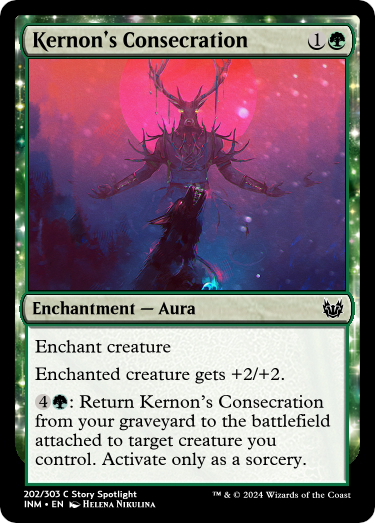 Kernon's Consecration 1
Enchantment — Aura
Enchant creature
Enchanted creature gets +2/+2.
4: Return Kernon's Consecration
from your graveyard to the battlefield
attached to target creature you
control. Activate only as a sorcery.
202/303 C Story Spotlight
INM • EN Helena Nikulina
™ & © 2024 Wizards of the Coast